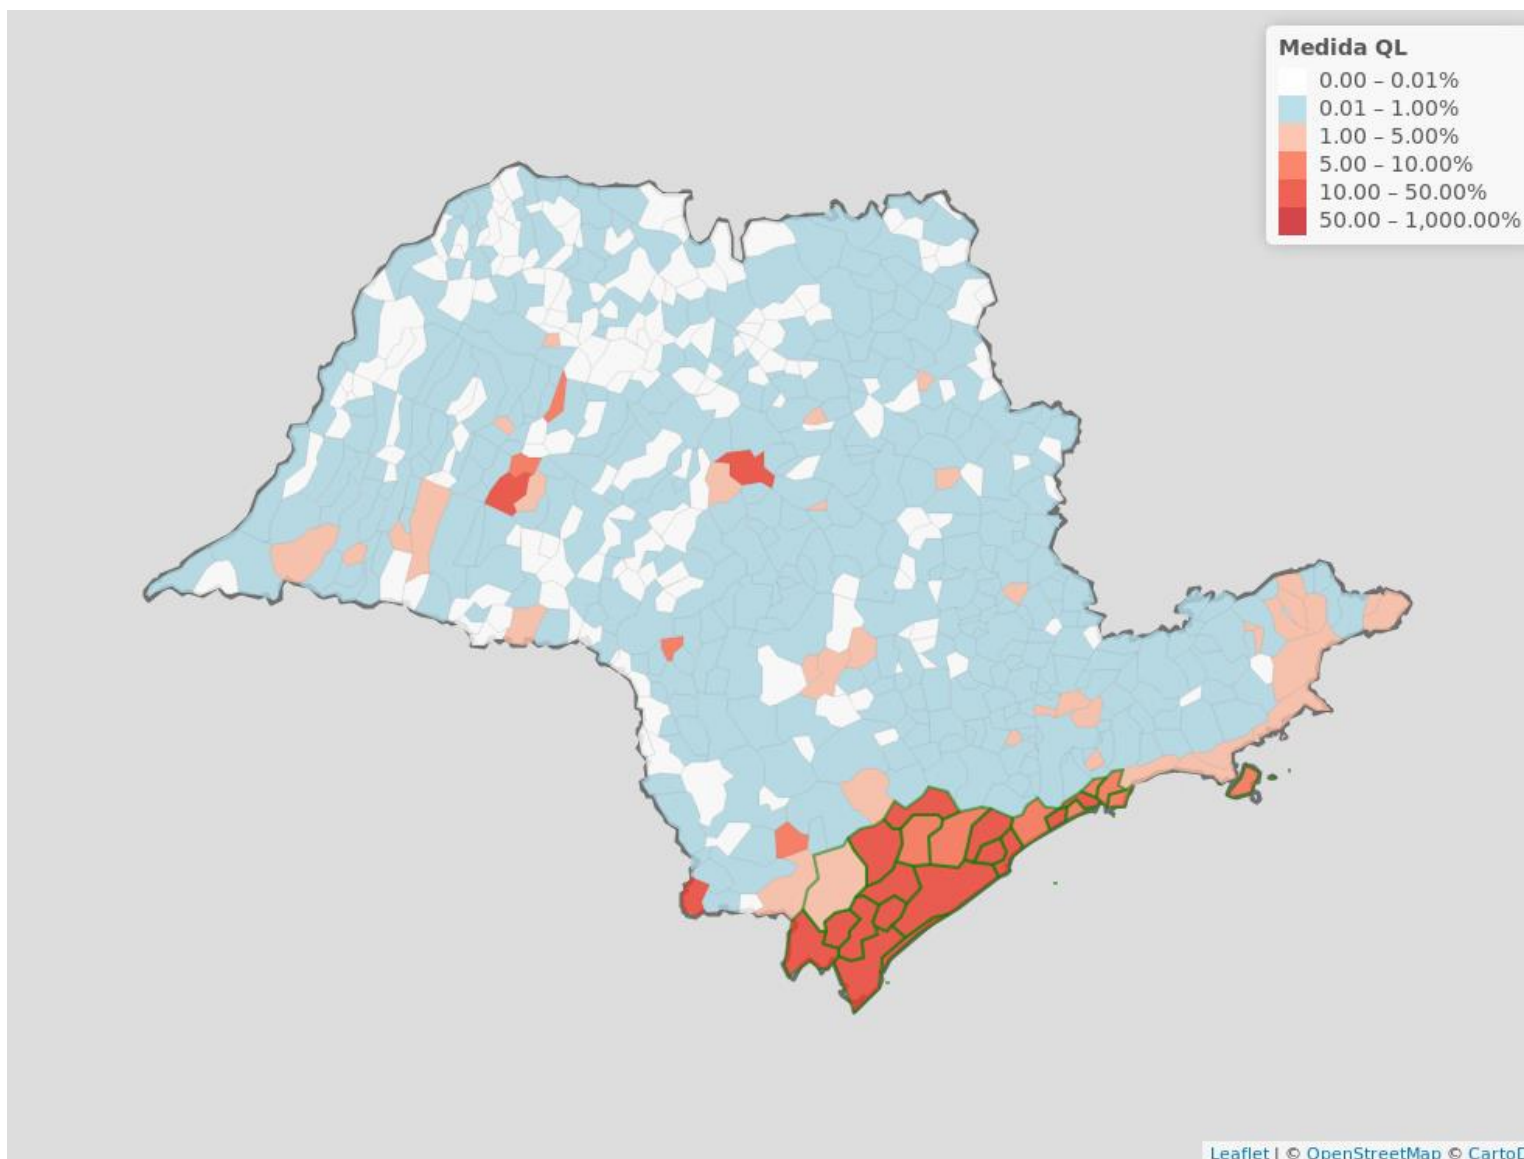 Medida QL
0.00 – 0.01%
0.01 – 1.00%
1.00 – 5.00%
5.00 – 10.00%
10.00 – 50.00%
50.00 – 1,000.00%
Leaflet | © OpenStreetMap © CartoD